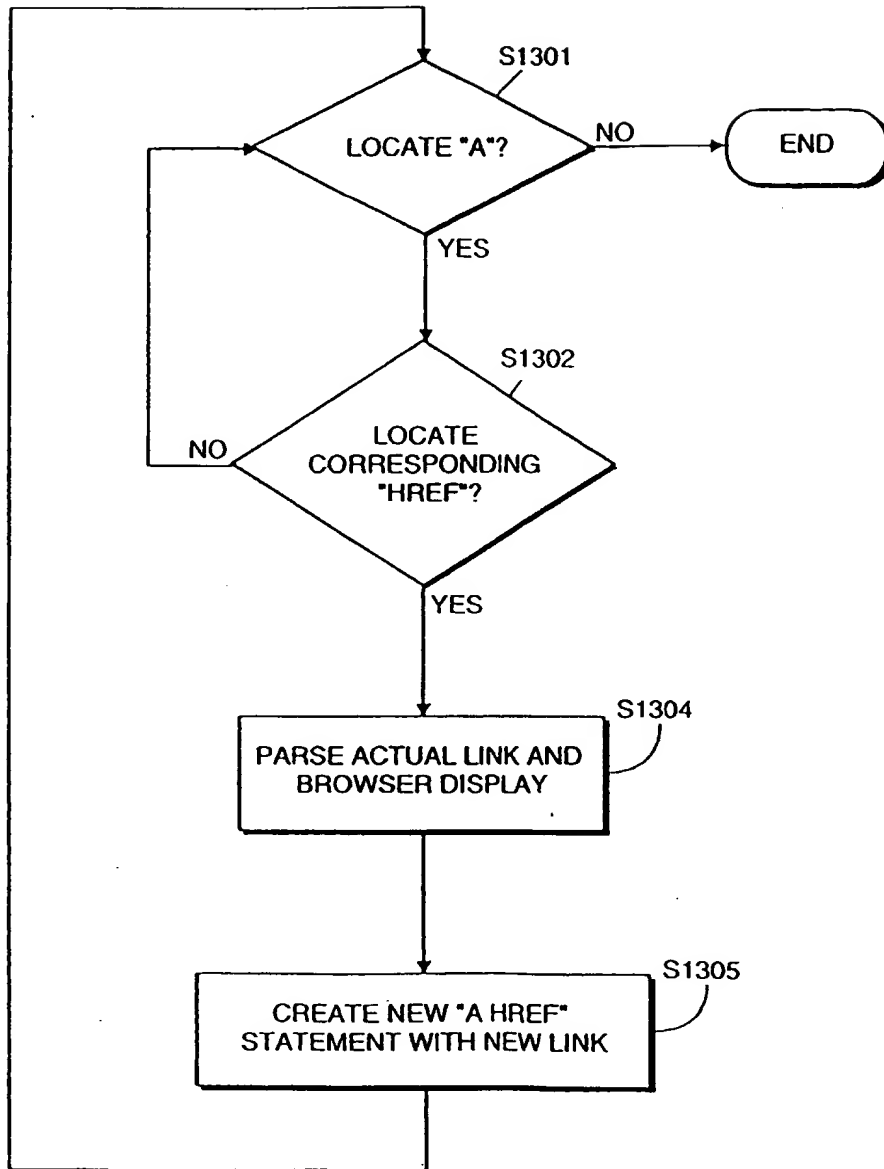 S1301
LOCATE "A"?
NO
END
YES
S1302
LOCATE
CORRESPONDING
"HREF"?
NO
YES
S1304
PARSE ACTUAL LINK AND
BROWSER DISPLAY
S1305
CREATE NEW "A HREF"
STATEMENT WITH NEW LINK